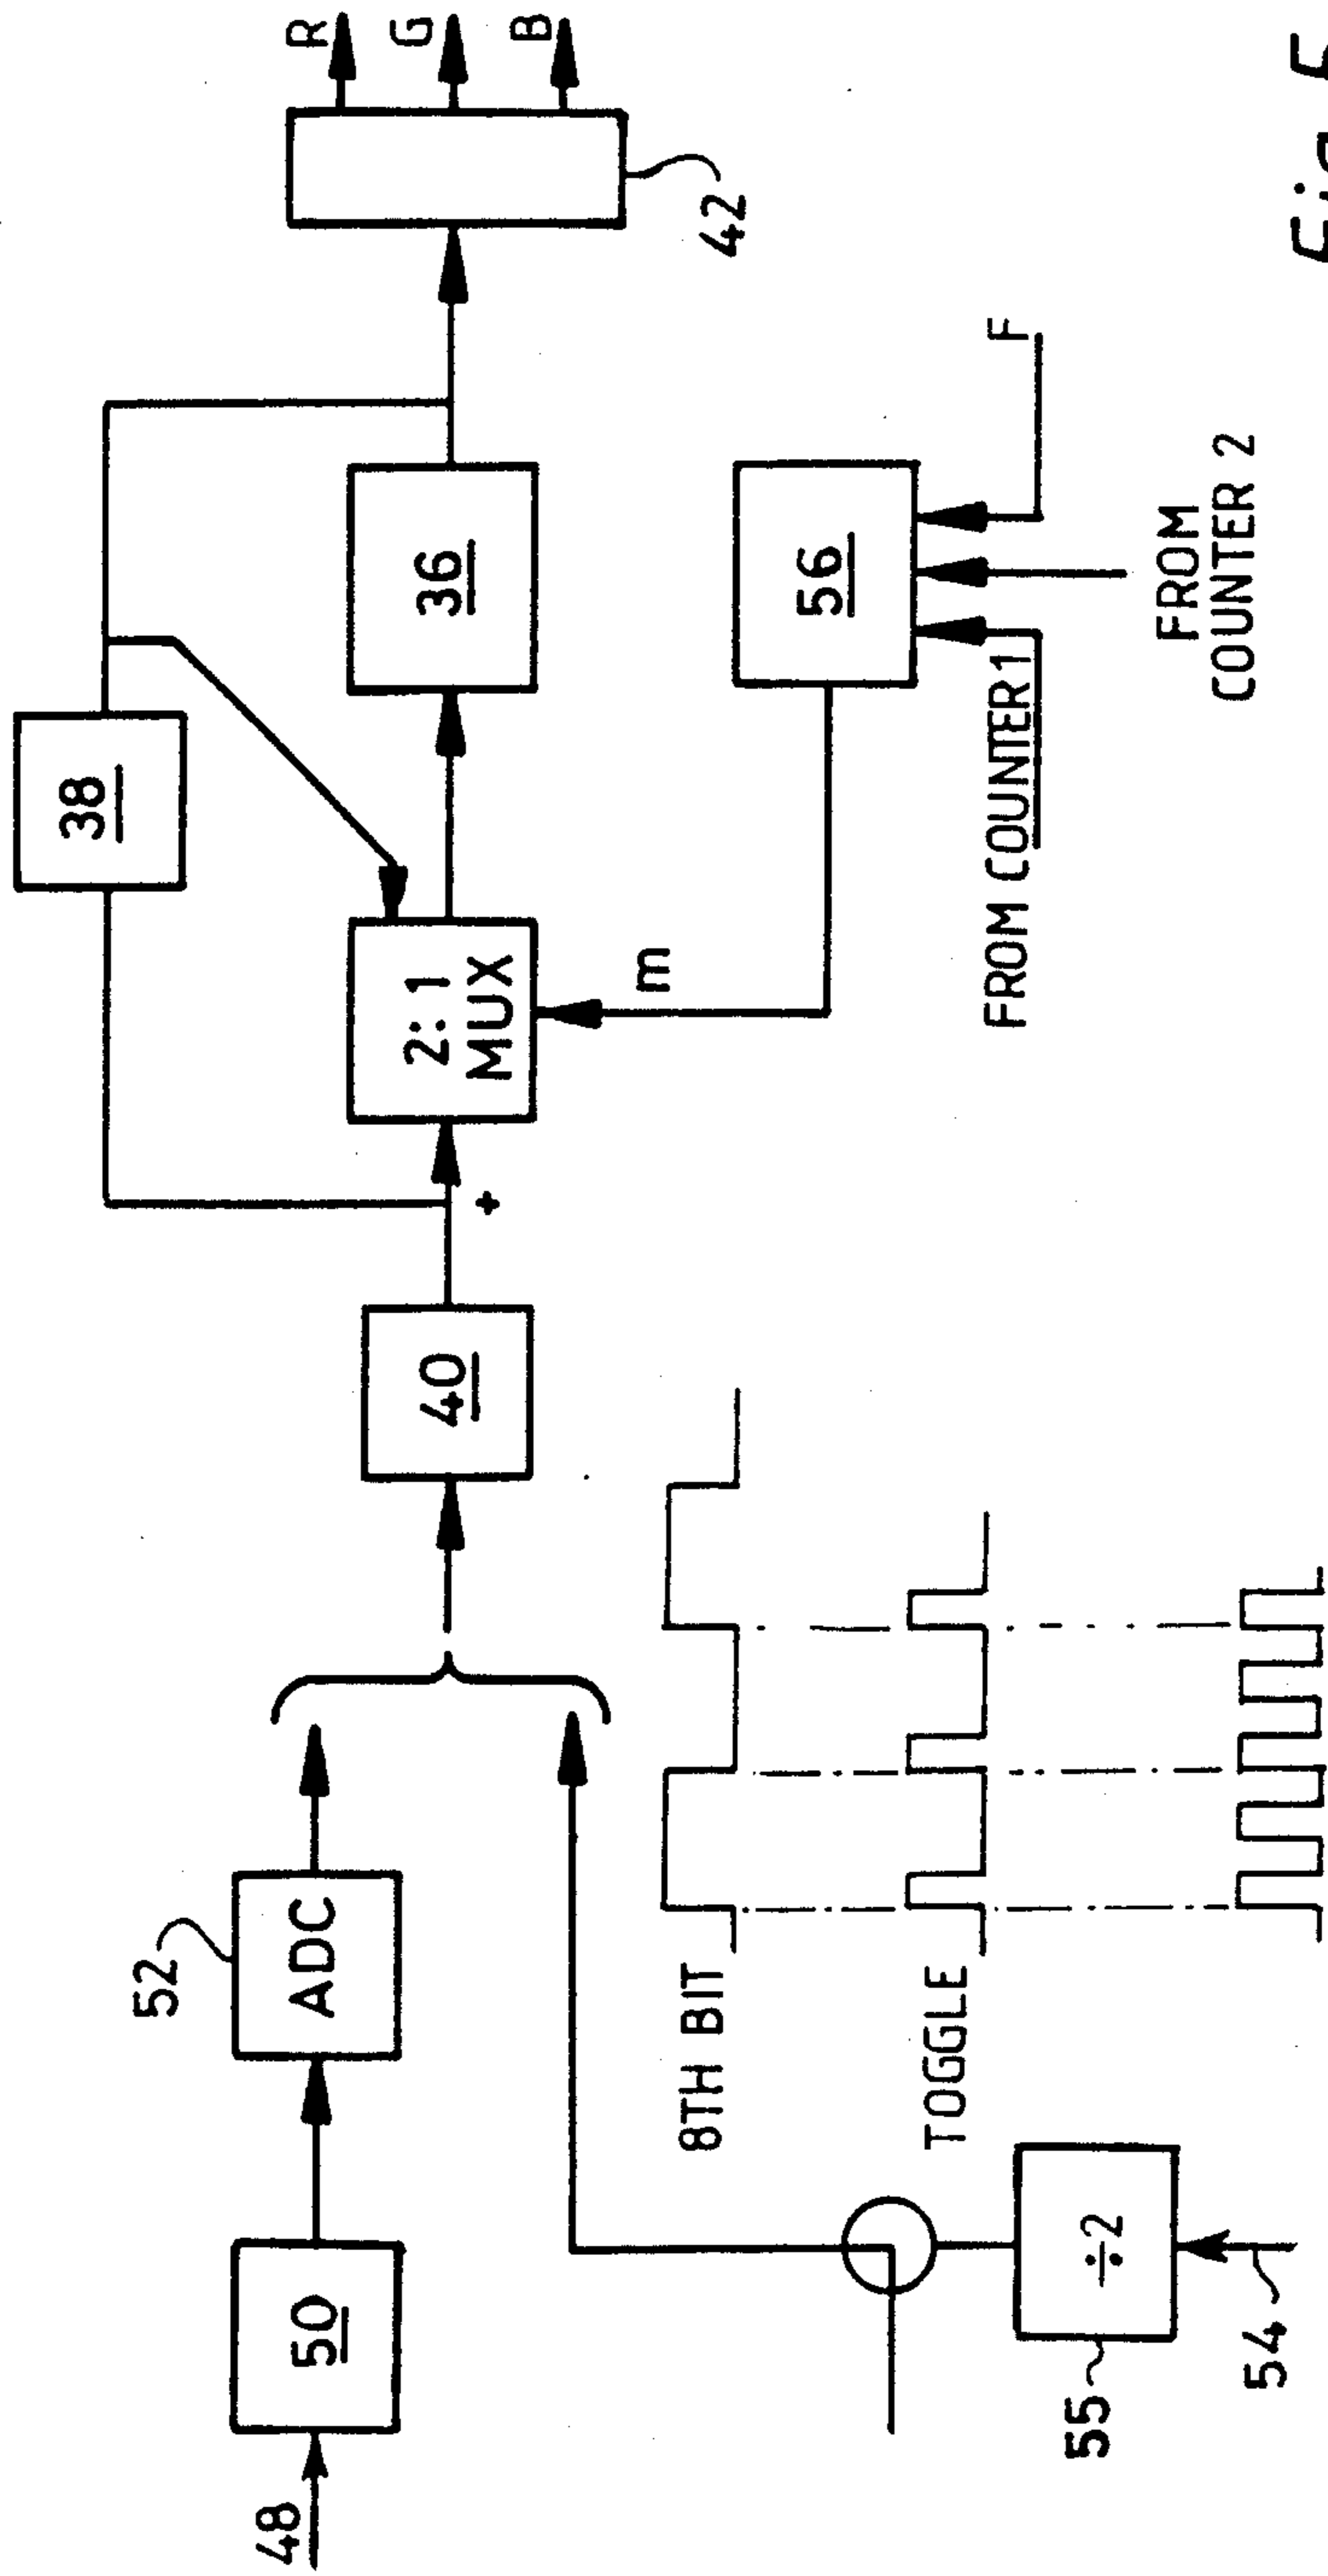 48
50
52
ADC
40
+
2:1
MUX
38
36
42
R
G
B
m
56
FROM COUNTER 1
FROM
COUNTER 2
F
8TH BIT
TOGGLE
÷2
55
54